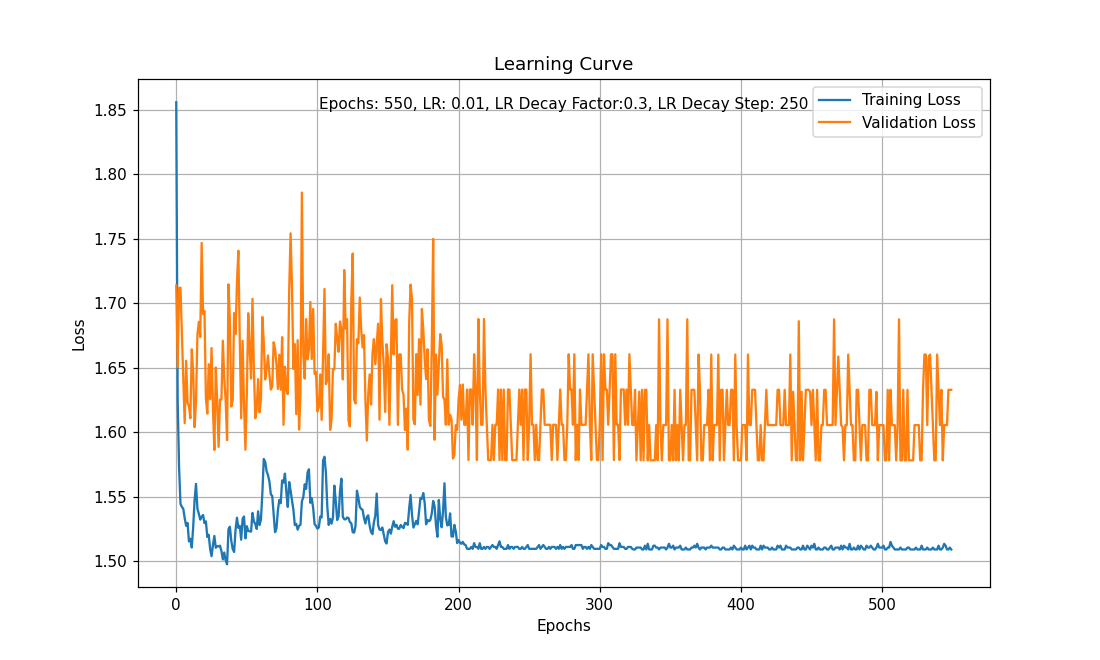 Learning Curve
Epochs: 550, LR: 0.01, LR Decay Factor:0.3, LR Decay Step: 250
Training Loss
Validation Loss
Loss
1.85
1.80
1.75
1.70
1.65
1.60
1.55
1.50
0
100
200
300
400
500
Epochs